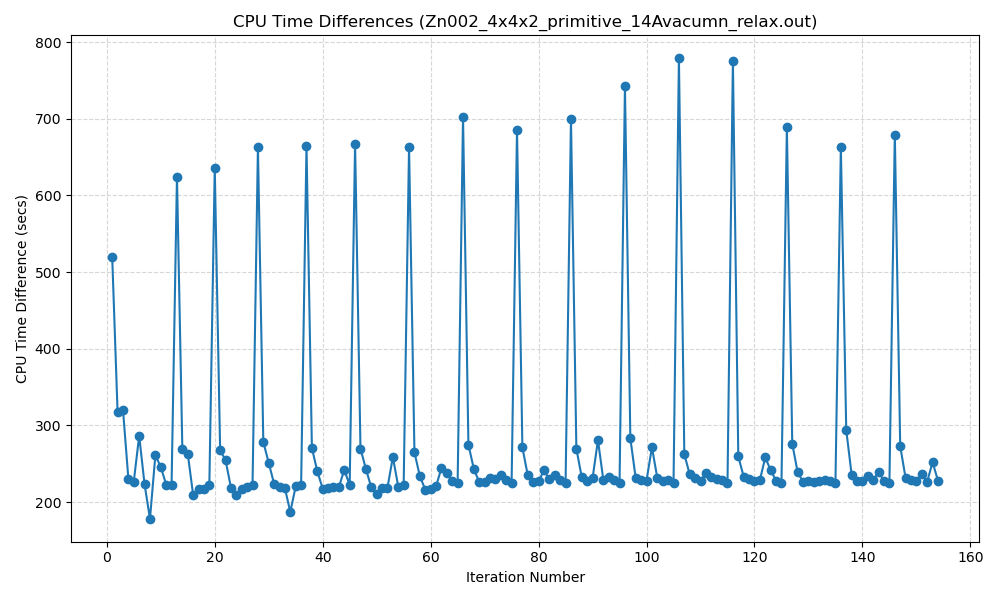 CPU Time Differences (Zn002_4x4x2_primitive_14Avacumn_relax.out)
800
700
600
500
400
300
200
CPU Time Difference (secs)
0 20 40 60 80 100 120 140 160
Iteration Number